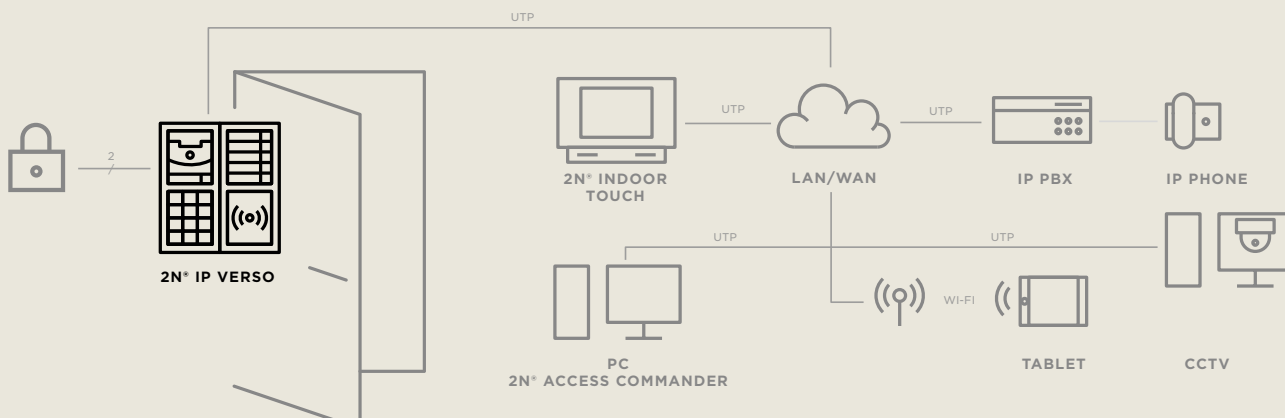 UTP
UTP
UTP
2
2N® INDOOR
TOUCH
LAN/WAN
IP PBX
IP PHONE
2N® IP VERSO
UTP
UTP
WI-FI
PC
2N® ACCESS COMMANDER
TABLET
CCTV